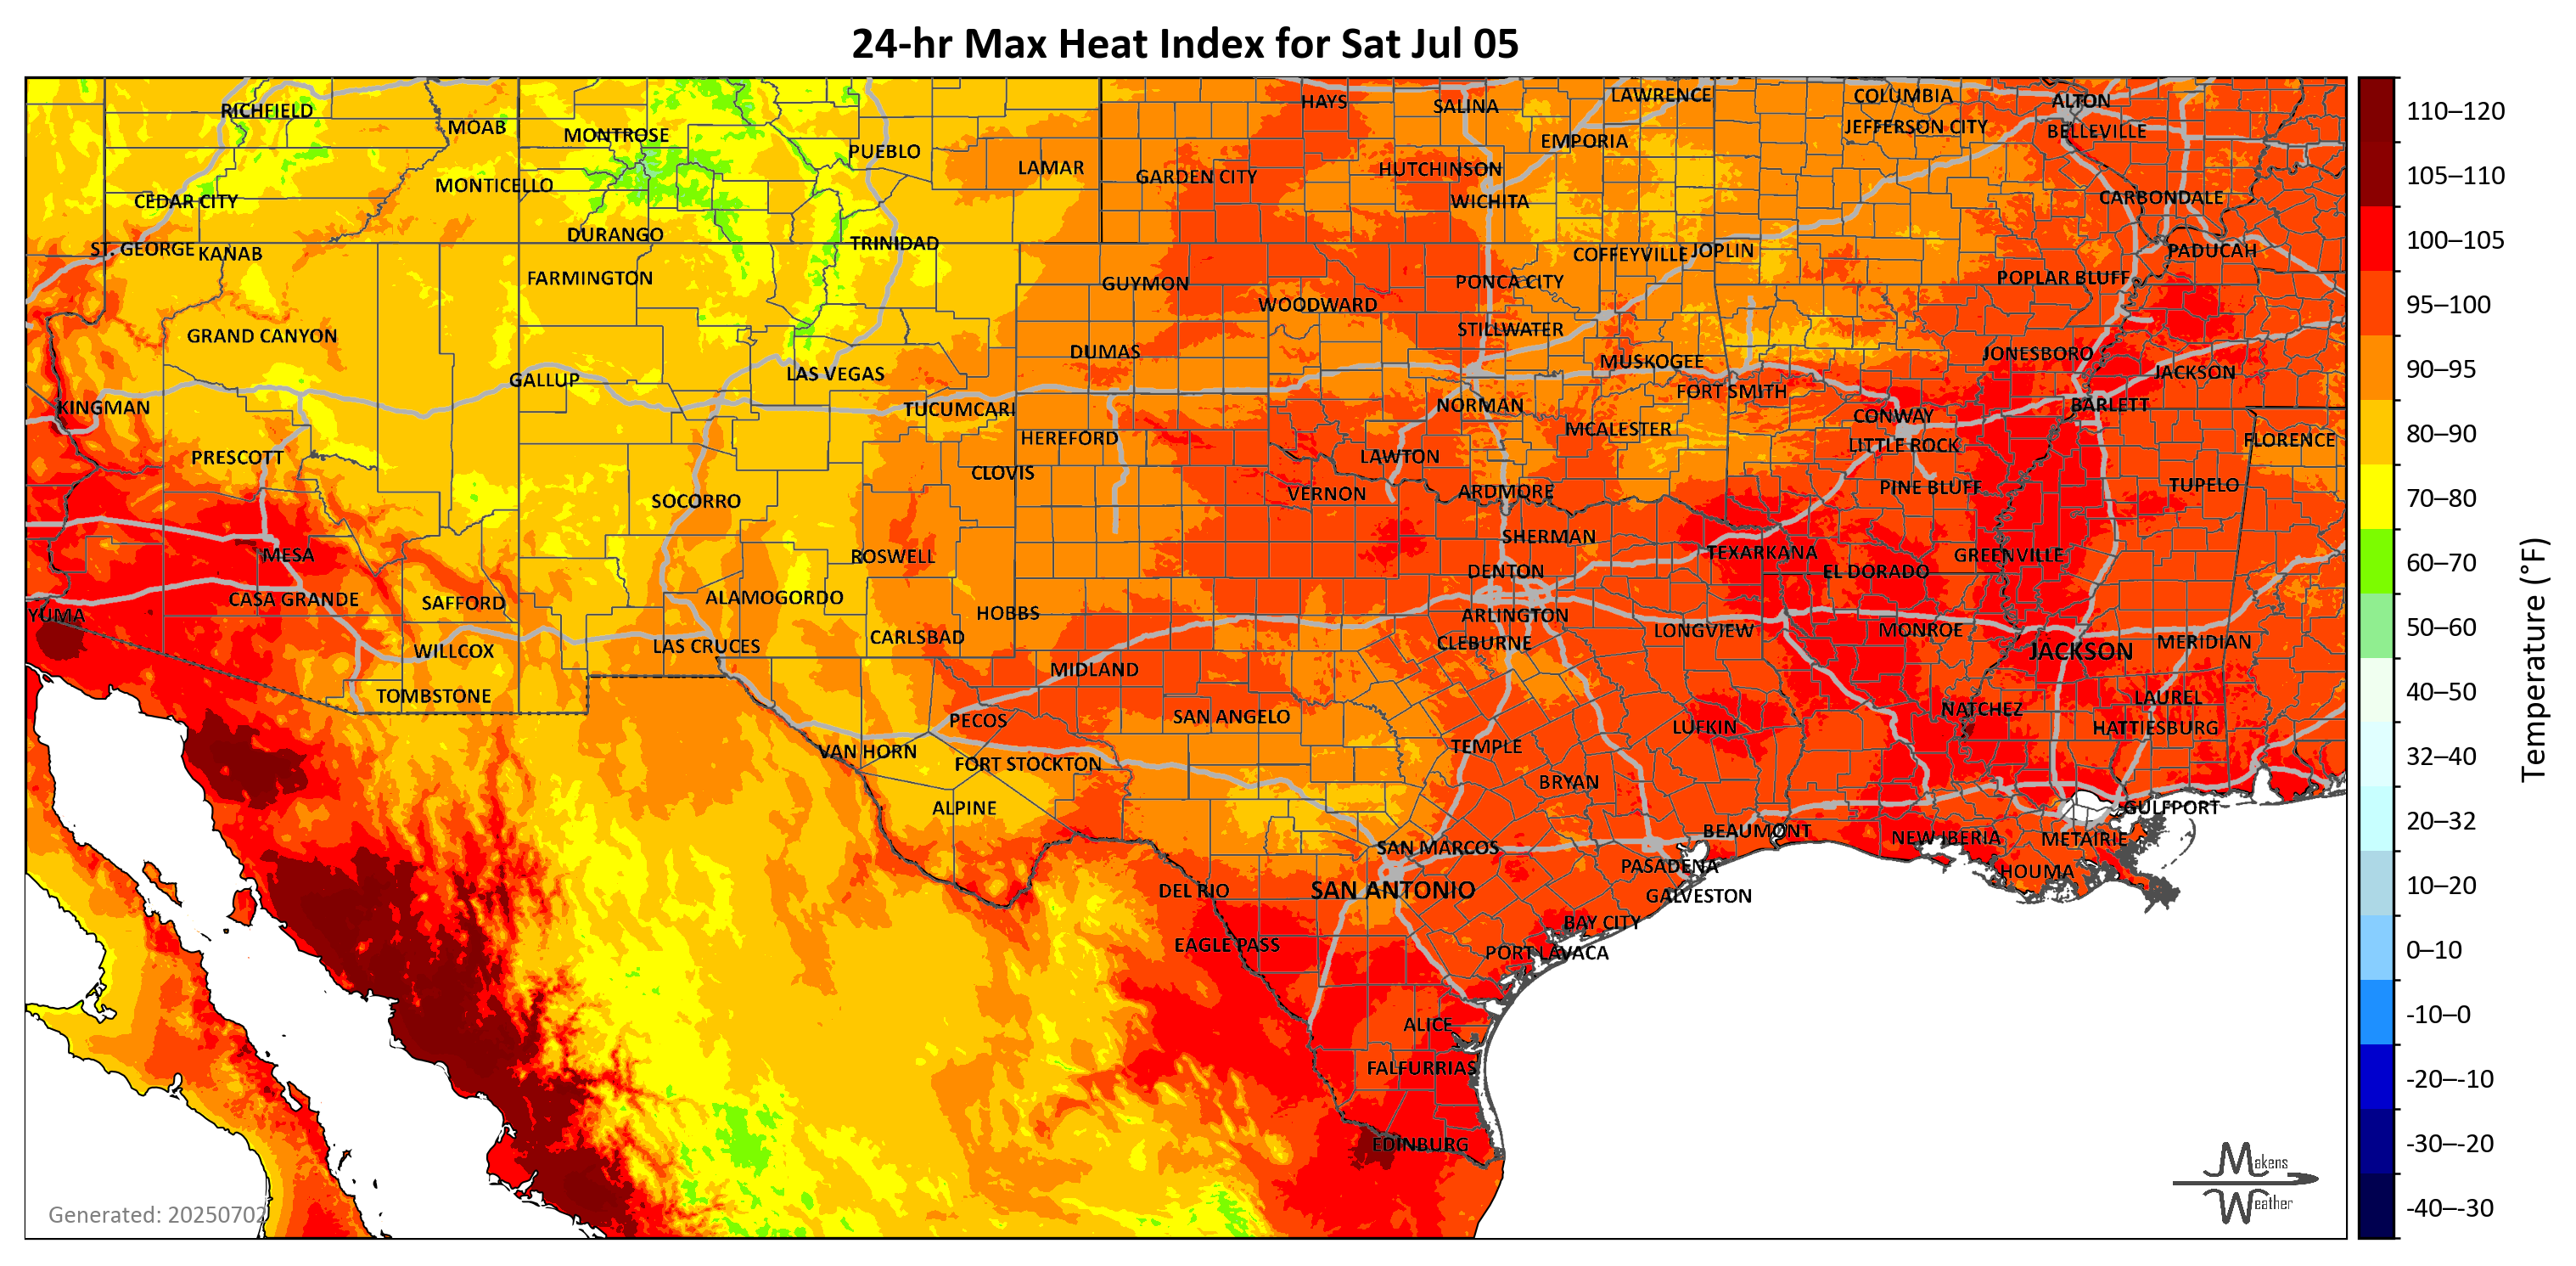 24-hr Max Heat Index for Sat Jul 05
RICHFIELD
MOAB
MONTROSE
PUEBLO
LAMAR
HAYS
SALINA
LAWRENCE
COLUMBIA
ALTON
EMPORIA
JEFFERSON CITY
BELLEVILLE
GARDEN CITY
HUTCHINSON
MONTICELLO
CEDAR CITY
WICHITA
CARBONDALE
DURANGO
TRINIDAD
ST. GEORGE
KANAB
COFFEYVILLE
JOPLIN
PADUCAH
FARMINGTON
GUYMON
PONCA CITY
POPLAR BLUFF
WOODWARD
GRAND CANYON
STILLWATER
DUMAS
MUSKOGEE
JONESBORO
GALLUP
LAS VEGAS
JACKSON
FORT SMITH
KINGMAN
TUCUMCARI
NORMAN
CONWAY
BARLETT
HEREFORD
MCALESTER
LITTLE ROCK
FLORENCE
PRESCOTT
CLOVIS
LAWTON
SOCORRO
VERNON
ARDMORE
PINE BLUFF
TUPELO
MESA
ROSWELL
SHERMAN
TEXARKANA
GREENVILLE
DENTON
EL DORADO
CASA GRANDE
SAFFORD
ALAMOGORDO
YUMA
HOBBS
ARLINGTON
LAS CRUCES
CARLSBAD
CLEBURNE
LONGVIEW
MONROE
JACKSON
MERIDIAN
WILLCOX
MIDLAND
TOMBSTONE
PECOS
SAN ANGELO
LUFKIN
NATCHEZ
LAUREL
HATTIESBURG
VAN HORN
FORT STOCKTON
TEMPLE
BRYAN
ALPINE
GULFPORT
SAN MARCOS
BEAUMONT
NEW IBERIA
METAIRIE
DEL RIO
SAN ANTONIO
PASADENA
HOUMA
GALVESTON
EAGLE PASS
BAY CITY
PORT LAVACA
ALICE
FALFURRIAS
EDINBURG
Generated: 20250702
Makens
Weather
110–120
105–110
100–105
95–100
90–95
80–90
70–80
60–70
50–60
40–50
32–40
20–32
10–20
0–10
-10–0
-20–-10
-30–-20
-40–-30
Temperature (°F)